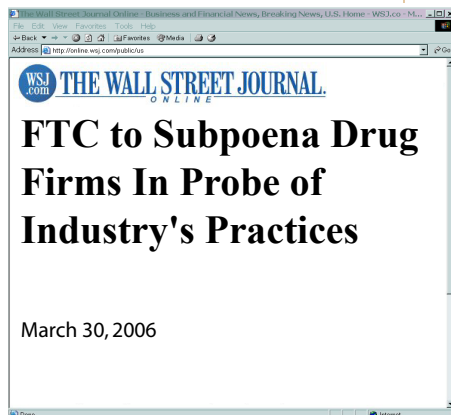 The Wall Street Journal Online - Business and Financial News, Breaking News, U.S. Home - WSJ.co - M...
File Edit View Favorites Tools Help
Back Favorites Media
Address http://online.wsj.com/public/us Go
WSJ .com THE WALL STREET JOURNAL.
ONLINE
FTC to Subpoena Drug
Firms In Probe of
Industry's Practices
March 30, 2006
Done Internet